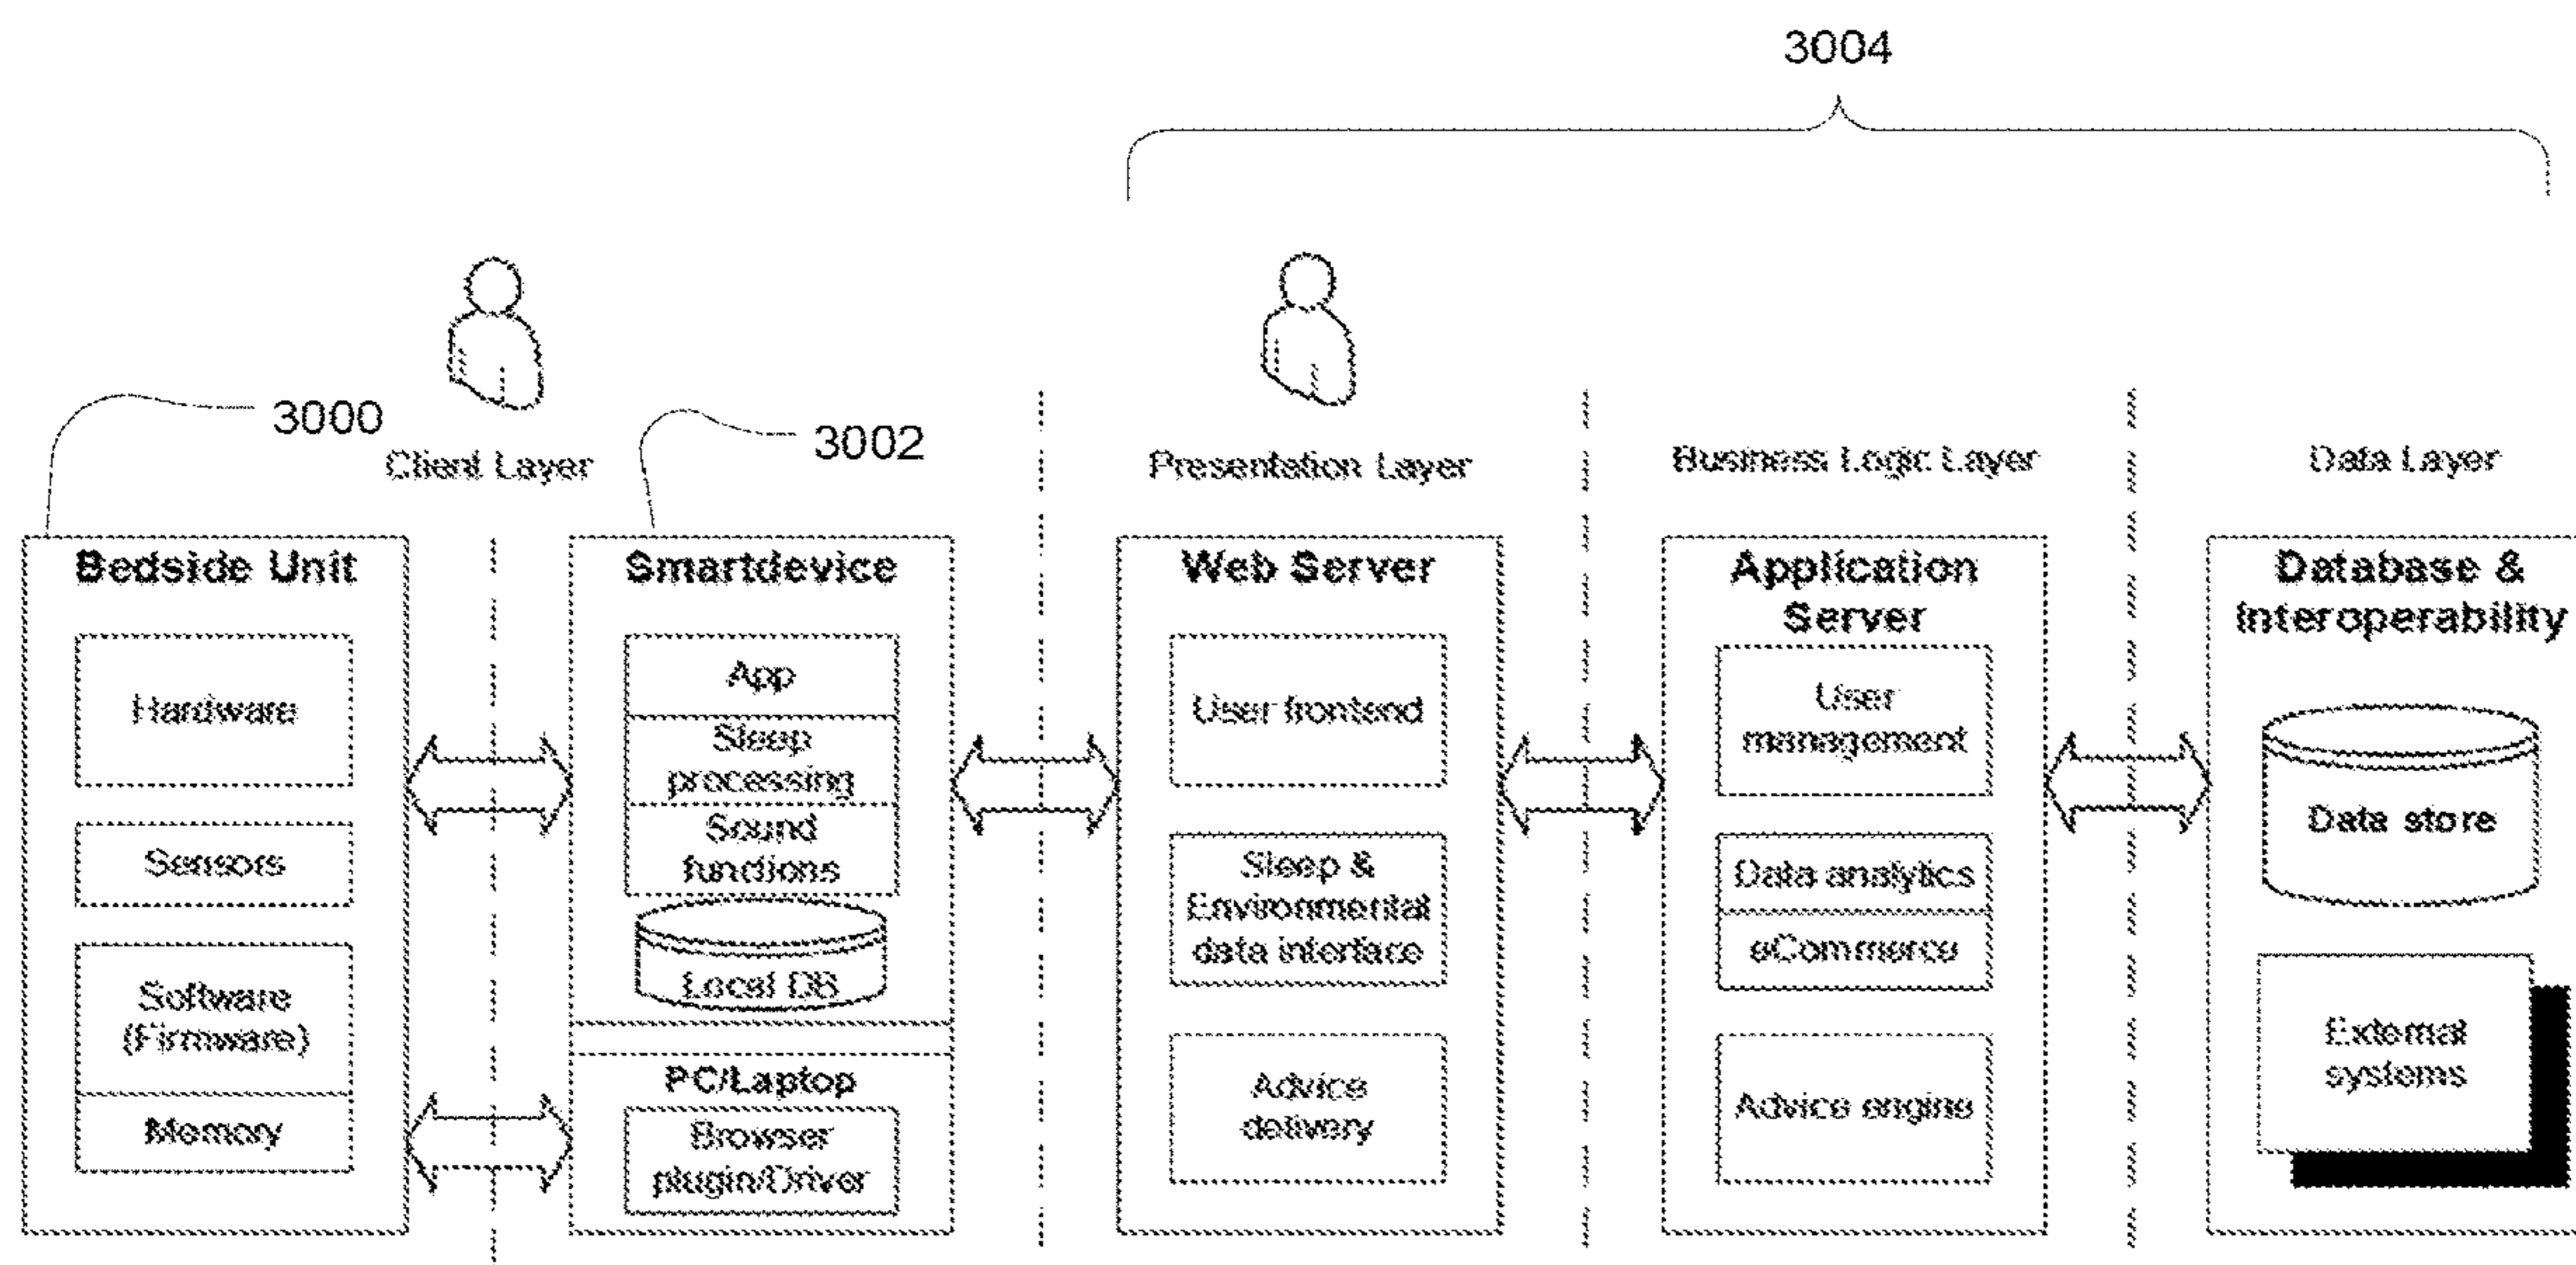 3004
3000
3002
Client Layer
Presentation Layer
Business Logic Layer
Data Layer
Bedside Unit
Hardware
Sensors
Software
(Firmware)
Memory
Smartdevice
App
Sleep
processing
Sound
functions
Local DB
PC/Laptop
Browser
plugin/Driver
Web Server
User frontend
Sleep &
Environmental
data interface
Advice
delivery
Application
Server
User
management
Data analytics
eCommerce
Advice engine
Database &
Interoperability
Data store
External
systems